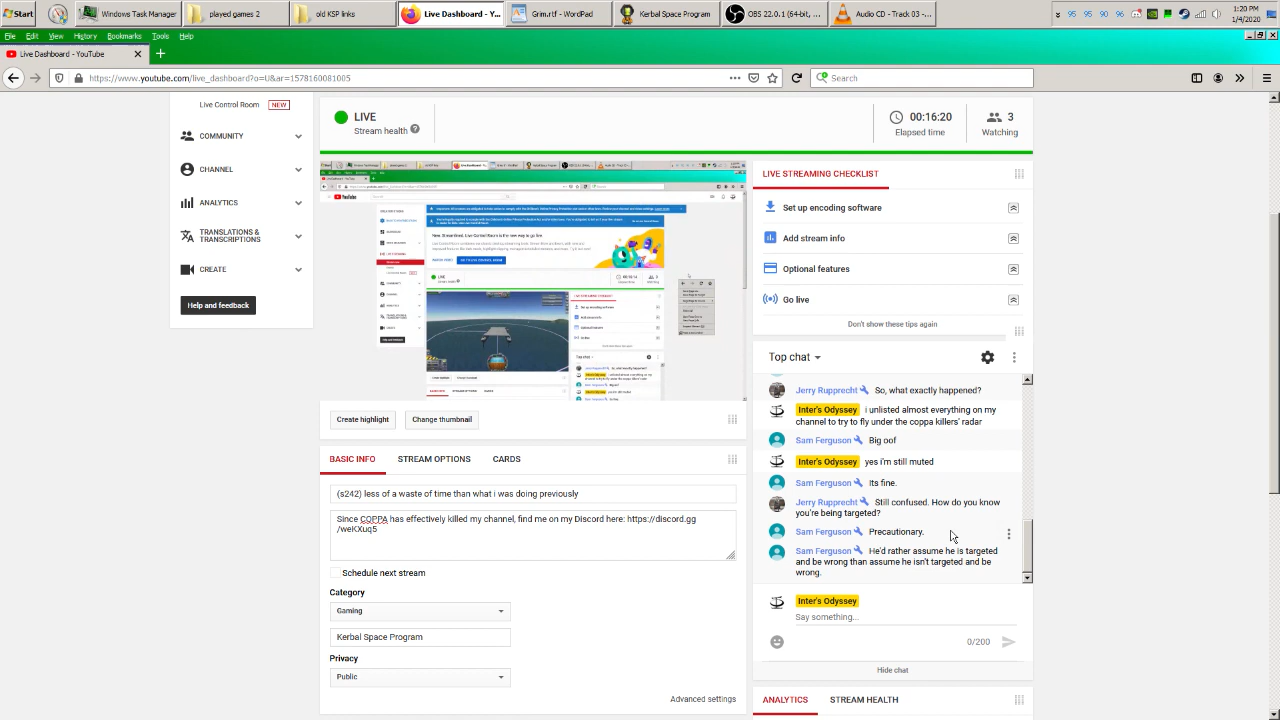 Start
Windows Task Manager
played games 2
old KSP links
Live Dashboard - Y...
Grim.rtf - WordPad
Kerbal Space Program
OBS 22.0.1 (64-bit, ...
Audio CD - Track 03 -...
95 95 90 86
1:20 PM
1/4/2020
File Edit View History Bookmarks Tools Help
Live Dashboard - YouTube
https://www.youtube.com/live_dashboard?o=U&ar=1578160081005
Search
Live Control Room NEW
COMMUNITY
CHANNEL
ANALYTICS
TRANSLATIONS &
TRANSCRIPTIONS
CREATE
Help and feedback
LIVE
Stream health
00:16:20
Elapsed time
3
Watching
Create highlight
Change thumbnail
BASIC INFO
STREAM OPTIONS
CARDS
(s242) less of a waste of time than what i was doing previously
Since COPPA has effectively killed my channel, find me on my Discord here: https://discord.gg
/weKXuq5
Schedule next stream
Category
Gaming
Kerbal Space Program
Privacy
Public
Advanced settings
LIVE STREAMING CHECKLIST
Set up encoding software
Add stream info
Optional features
Go live
Don't show these tips again
Top chat
Jerry Rupprecht So, what exactly happened?
Inter's Odyssey i unlisted almost everything on my
channel to try to fly under the coppa killers' radar
Sam Ferguson Big oof
Inter's Odyssey yes i'm still muted
Sam Ferguson Its fine.
Jerry Rupprecht Still confused. How do you know
you're being targeted?
Sam Ferguson Precautionary.
Sam Ferguson He'd rather assume he is targeted
and be wrong than assume he isn't targeted and be
wrong.
Inter's Odyssey
Say something...
0/200
Hide chat
ANALYTICS
STREAM HEALTH